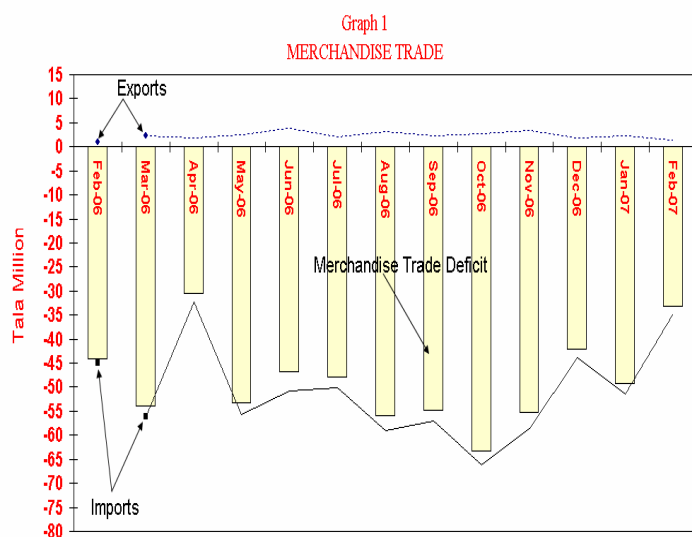 Graph 1
MERCHANDISE TRADE
15
10
5
0
-5
-10
-15
-20
-25
-30
-35
-40
-45
-50
-55
-60
-65
-70
-75
-80
Tala Million
Exports
Feb-06
Mar-06
Apr-06
May-06
Jun-06
Jul-06
Aug-06
Sep-06
Oct-06
Nov-06
Dec-06
Jan-07
Feb-07
Merchandise Trade Deficit
Imports